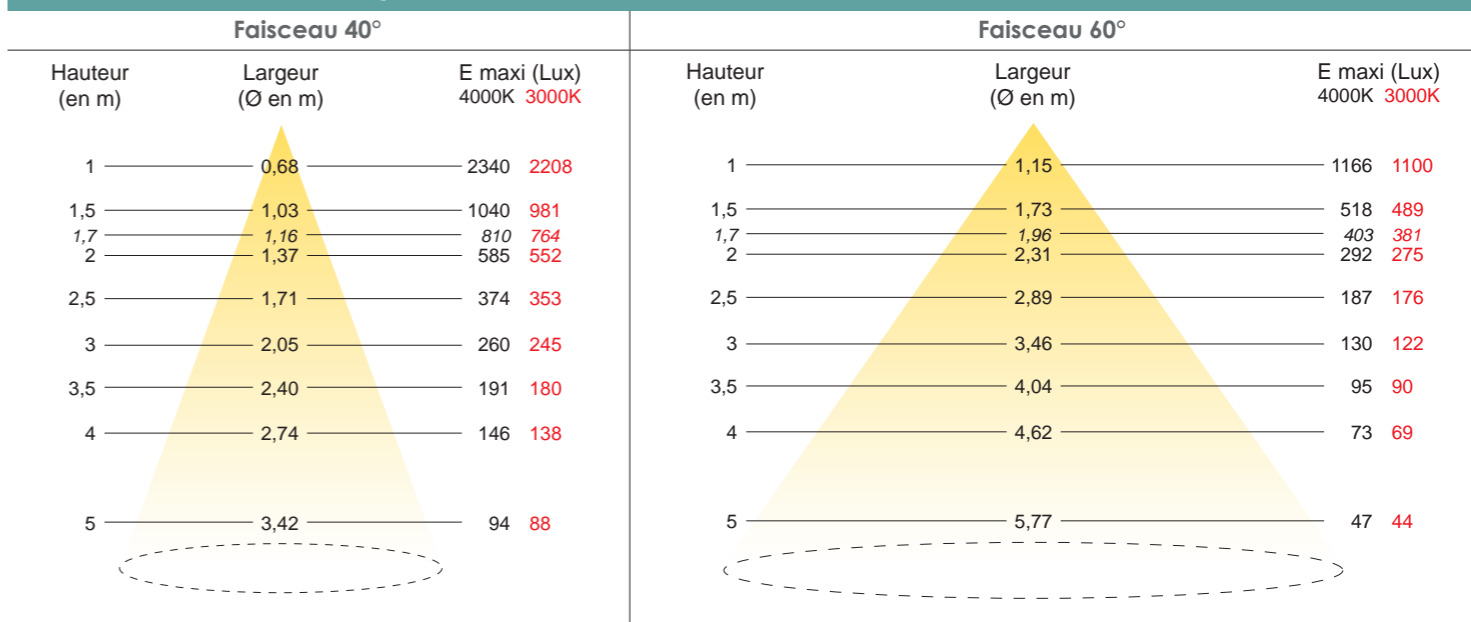 Faisceau 40°
Hauteur (en m) Largeur (Ø en m) E maxi (Lux)
4000K 3000K
1 0,68 2340 2208
1,5 1,03 1040 981
1,7 1,16 810 764
2 1,37 585 552
2,5 1,71 374 353
3 2,05 260 245
3,5 2,40 191 180
4 2,74 146 138
5 3,42 94 88
Faisceau 60°
Hauteur (en m) Largeur (Ø en m) E maxi (Lux)
4000K 3000K
1 1,15 1166 1100
1,5 1,73 518 489
1,7 1,96 403 381
2 2,31 292 275
2,5 2,89 187 176
3 3,46 130 122
3,5 4,04 95 90
4 4,62 73 69
5 5,77 47 44